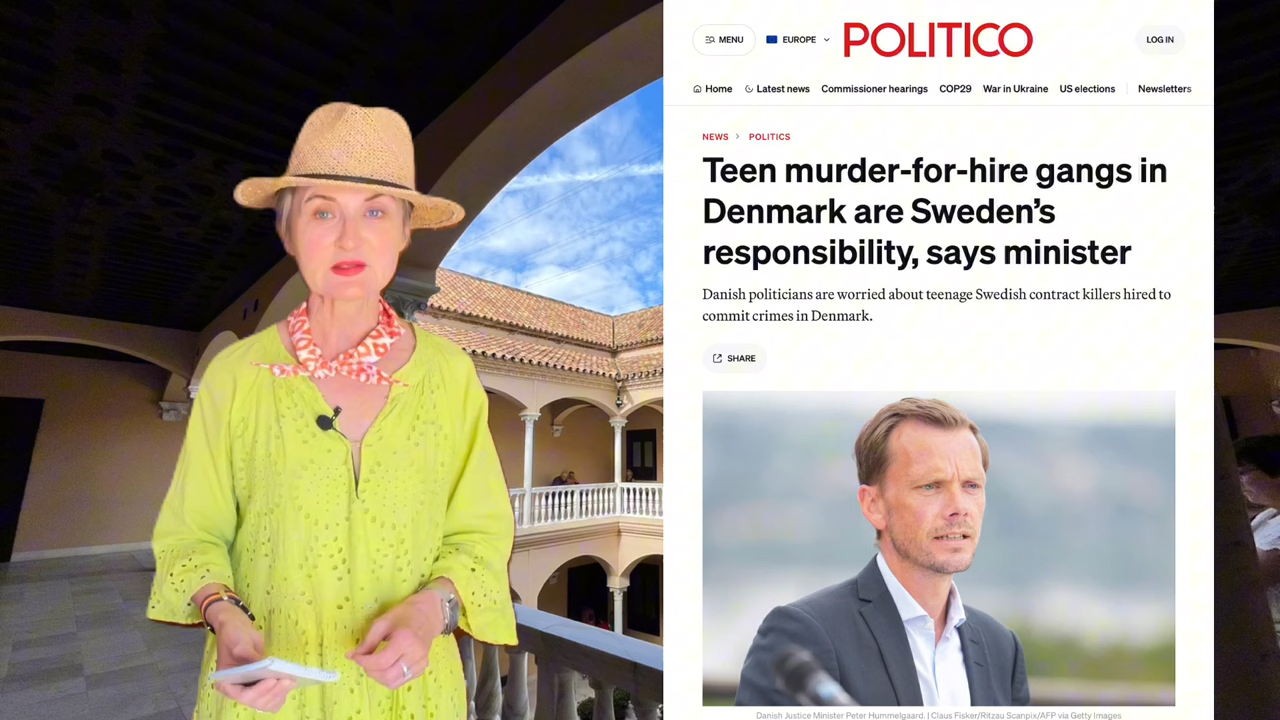 MENU
EUROPE
POLITICO
LOG IN
Home Latest news Commissioner hearings COP29 War in Ukraine US elections Newsletters
NEWS > POLITICS
Teen murder-for-hire gangs in
Denmark are Sweden’s
responsibility, says minister
Danish politicians are worried about teenage Swedish contract killers hired to
commit crimes in Denmark.
SHARE
Danish Justice Minister Peter Hummelgaard. | Claus Fisker/Ritzau Scanpix/AFP via Getty Images